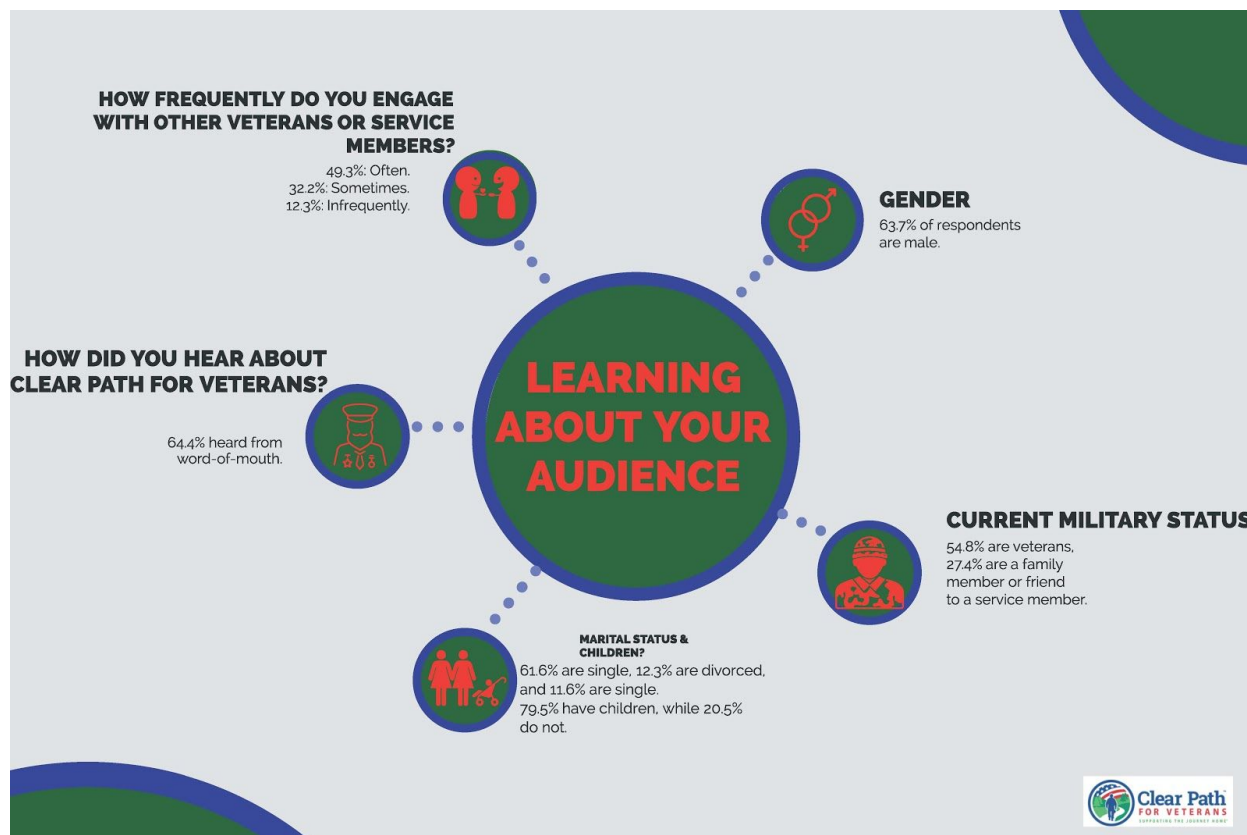 HOW FREQUENTLY DO YOU ENGAGE
WITH OTHER VETERANS OR SERVICE
MEMBERS?
49.3%: Often.
32.2%: Sometimes.
12.3%: Infrequently.
GENDER
63.7% of respondents
are male.
HOW DID YOU HEAR ABOUT
CLEAR PATH FOR VETERANS?
64.4% heard from
word-of-mouth.
LEARNING
ABOUT YOUR
AUDIENCE
CURRENT MILITARY STATUS
54.8% are veterans,
27.4% are a family
member or friend
to a service member.
MARITAL STATUS &
CHILDREN?
61.6% are single, 12.3% are divorced,
and 11.6% are single.
79.5% have children, while 20.5%
do not.
Clear Path
FOR VETERANS
SUPPORTING THE JOURNEY HOME